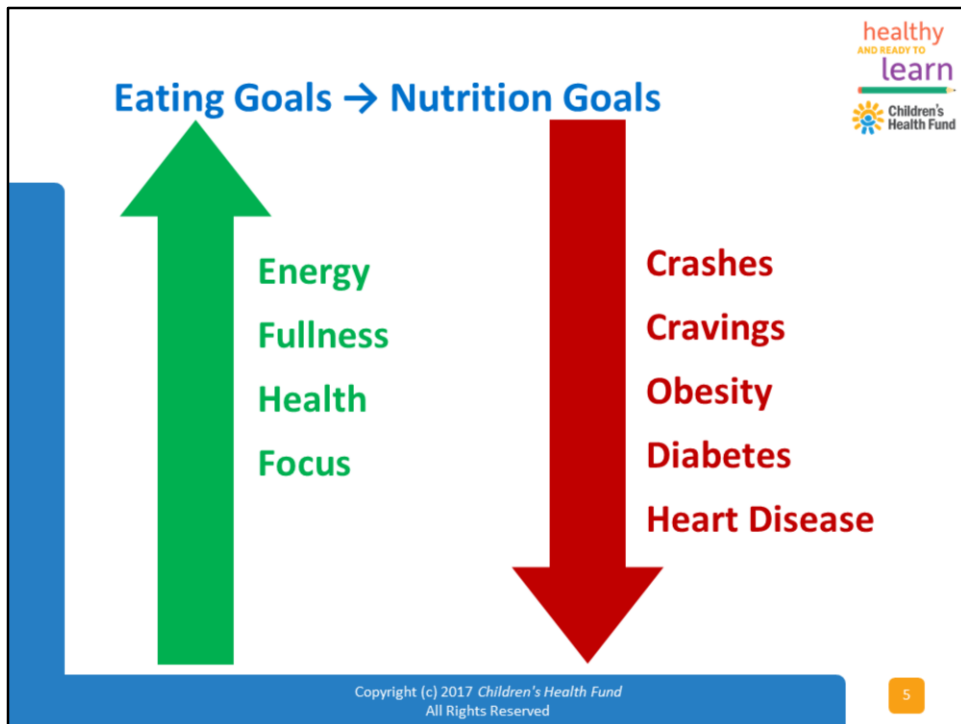 healthy
AND READY TO
learn
Children's
Health Fund
Eating Goals → Nutrition Goals
Energy
Fullness
Health
Focus
Crashes
Cravings
Obesity
Diabetes
Heart Disease
Copyright (c) 2017 Children's Health Fund
All Rights Reserved
5